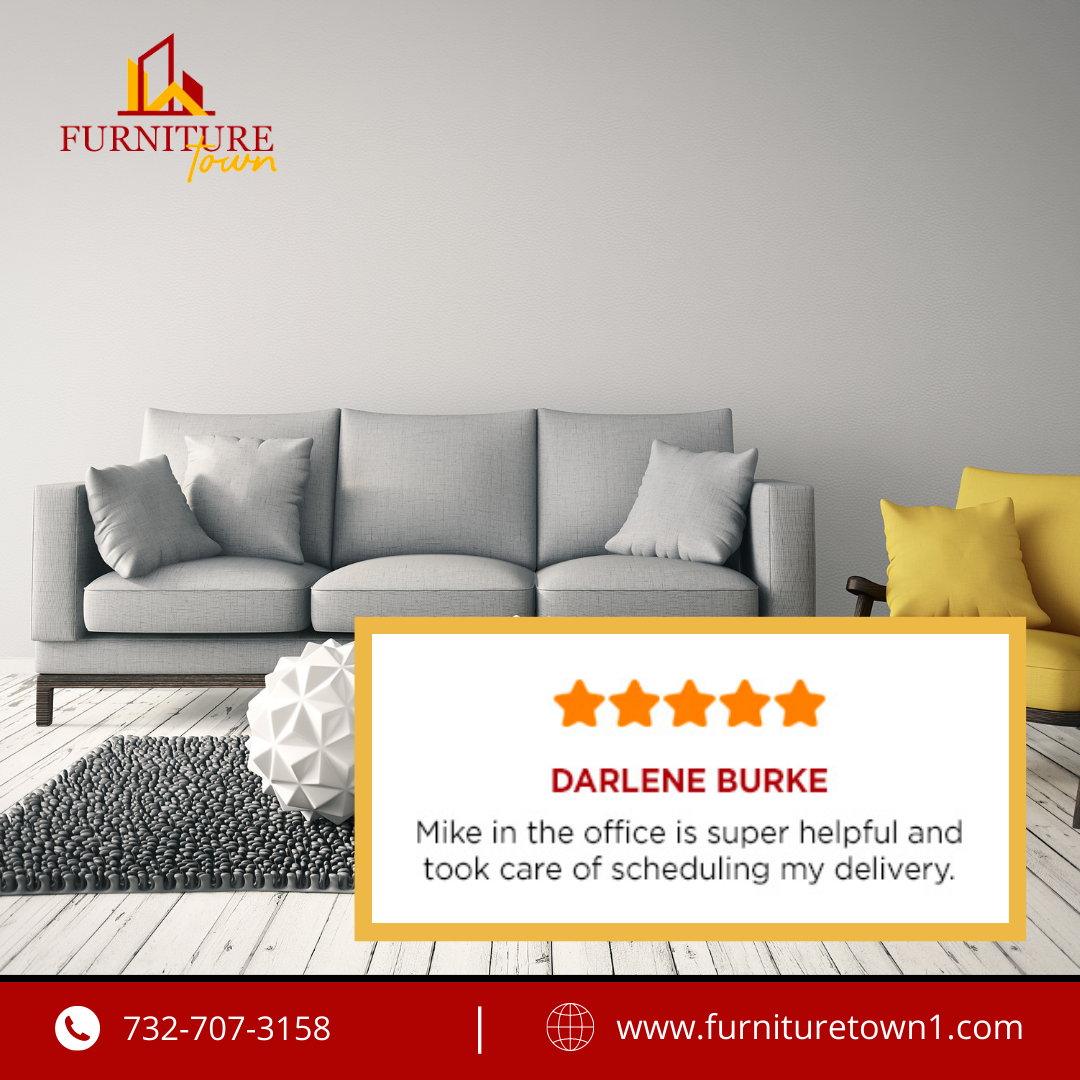 FURNITURE
town
DARLENE BURKE
Mike in the office is super helpful and
took care of scheduling my delivery.
732-707-3158 | www.furnituretown1.com